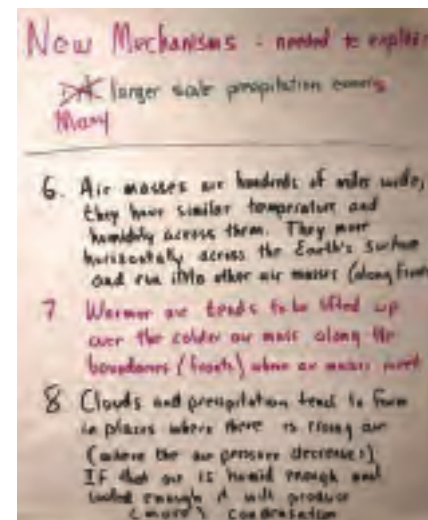 New Mechanisms - needed to explain
larger scale precipitation events
Many
6. Air masses are hundreds of miles wide,
they have similar temperature and
humidity across them. They move
horizontally across the Earth's surface
and run into other air masses (along front
7 Warmer air tends to be lifted up
over the colder air mass along the
boundaries (fronts) where air masses meet
8 Clouds and precipitation tend to form
in places where there is rising air
(where the air pressure decreases)
IF that air is humid enough and
cooled enough it will produce
(more) condensation